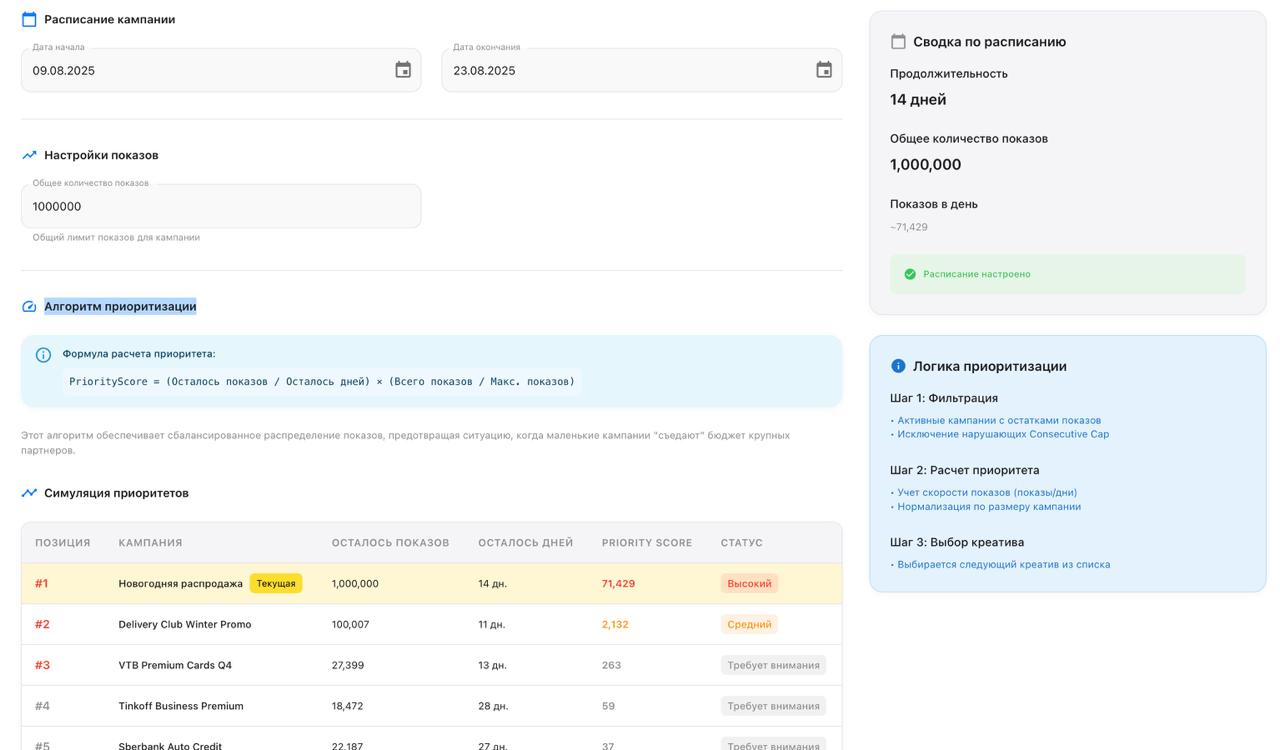 Расписание кампании
Дата начала
09.08.2025
Дата окончания
23.08.2025
Настройки показов
Общее количество показов
1000000
Общий лимит показов для кампании
Алгоритм приоритизации
Формула расчета приоритета:
PriorityScore = (Осталось показов / Осталось дней) × (Всего показов / Макс. показов)
Этот алгоритм обеспечивает сбалансированное распределение показов, предотвращая ситуацию, когда маленькие кампании "съедают" бюджет крупных
партнеров.
Симуляция приоритетов
ПОЗИЦИЯ КАМПАНИЯ ОСТАЛОСЬ ПОКАЗОВ ОСТАЛОСЬ ДНЕЙ PRIORITY SCORE СТАТУС
#1 Новогодняя распродажа Текущая 1,000,000 14 дн. 71,429 Высокий
#2 Delivery Club Winter Promo 100,007 11 дн. 2,132 Средний
#3 VTB Premium Cards Q4 27,399 13 дн. 263 Требует внимания
#4 Tinkoff Business Premium 18,472 28 дн. 59 Требует внимания
#5 Sberbank Auto Credit 22,187 27 дн. 37 Требует внимания
Сводка по расписанию
Продолжительность
14 дней
Общее количество показов
1,000,000
Показов в день
~71,429
Расписание настроено
Логика приоритизации
Шаг 1: Фильтрация
• Активные кампании с остатками показов
• Исключение нарушающих Consecutive Cap
Шаг 2: Расчет приоритета
• Учет скорости показов (показы/дни)
• Нормализация по размеру кампании
Шаг 3: Выбор креатива
• Выбирается следующий креатив из списка